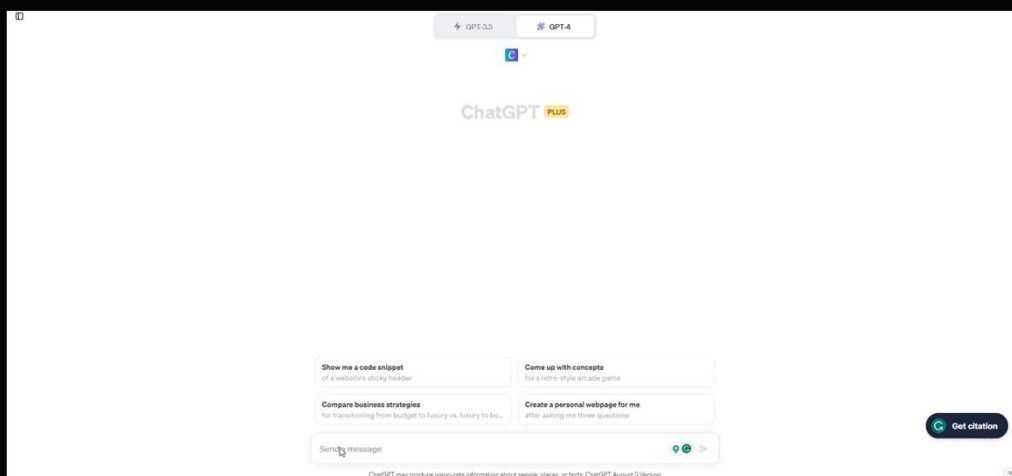 GPT-3.5 GPT-4
C
ChatGPT PLUS
Show me a code snippet
of a website's sticky header
Come up with concepts
for a retro-style arcade game
Compare business strategies
for transitioning from budget to luxury vs. luxury to bu...
Create a personal webpage for me
after asking me three questions
Get citation
Send a message
ChatGPT may produce inaccurate information about people, places, or facts. ChatGPT August 3 Version
?